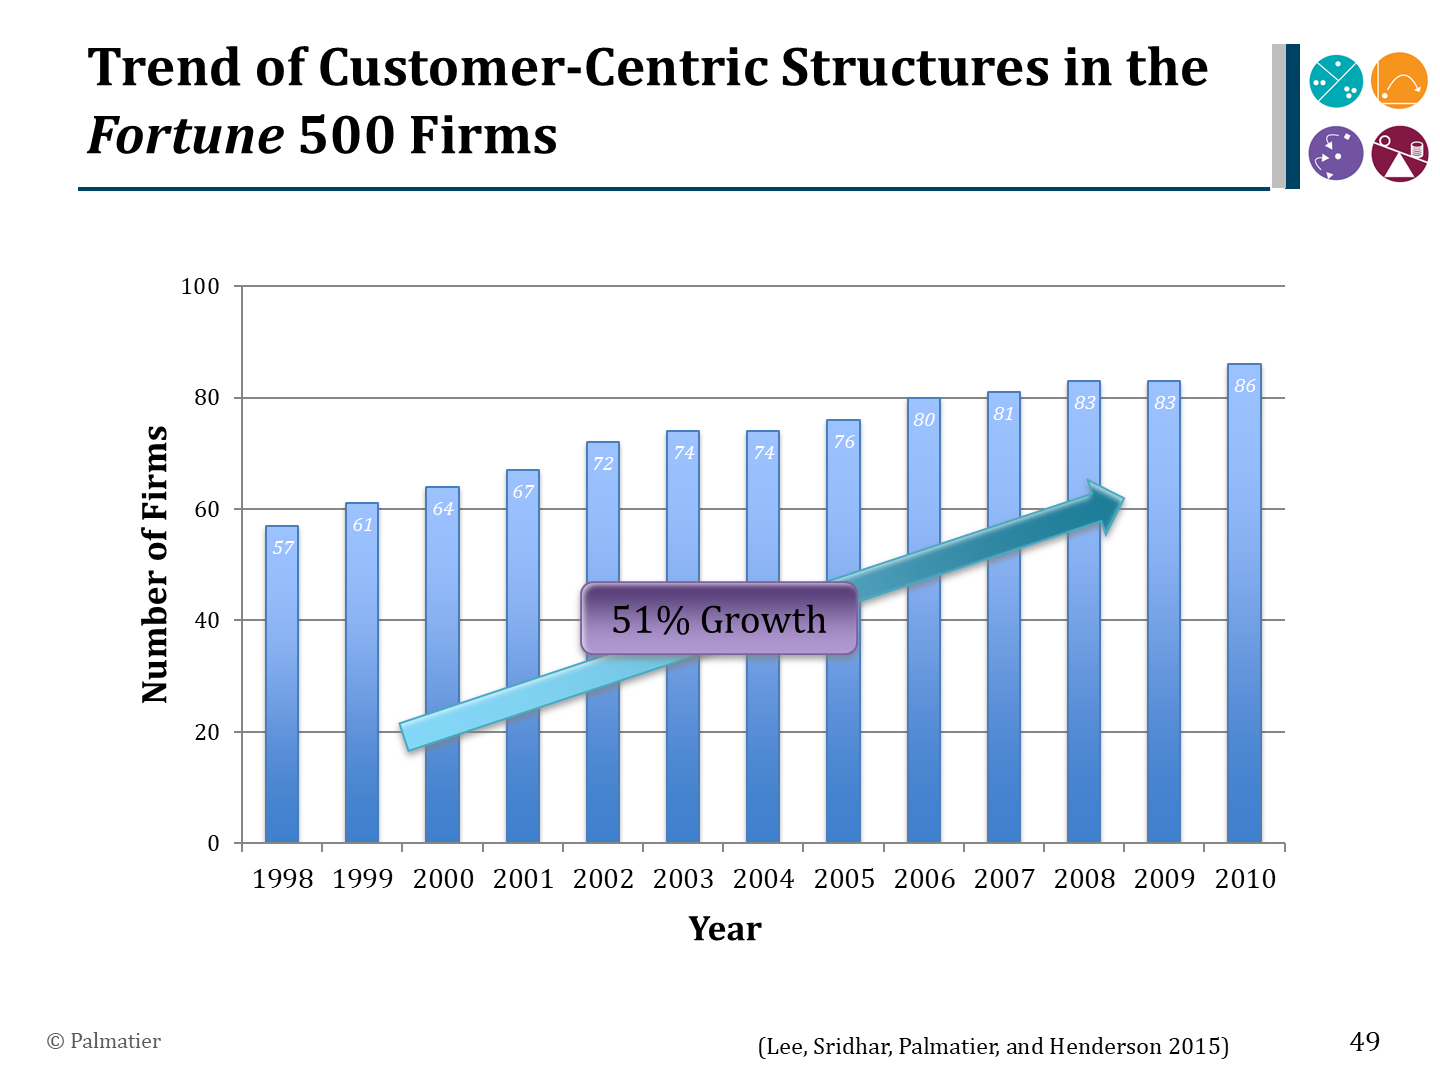 Trend of Customer-Centric Structures in the
Fortune 500 Firms
100
80
60
40
20
0
Number of Firms
57
61
64
67
72
74
74
76
80
81
83
83
86
51% Growth
1998 1999 2000 2001 2002 2003 2004 2005 2006 2007 2008 2009 2010
Year
© Palmatier
(Lee, Sridhar, Palmatier, and Henderson 2015)
49